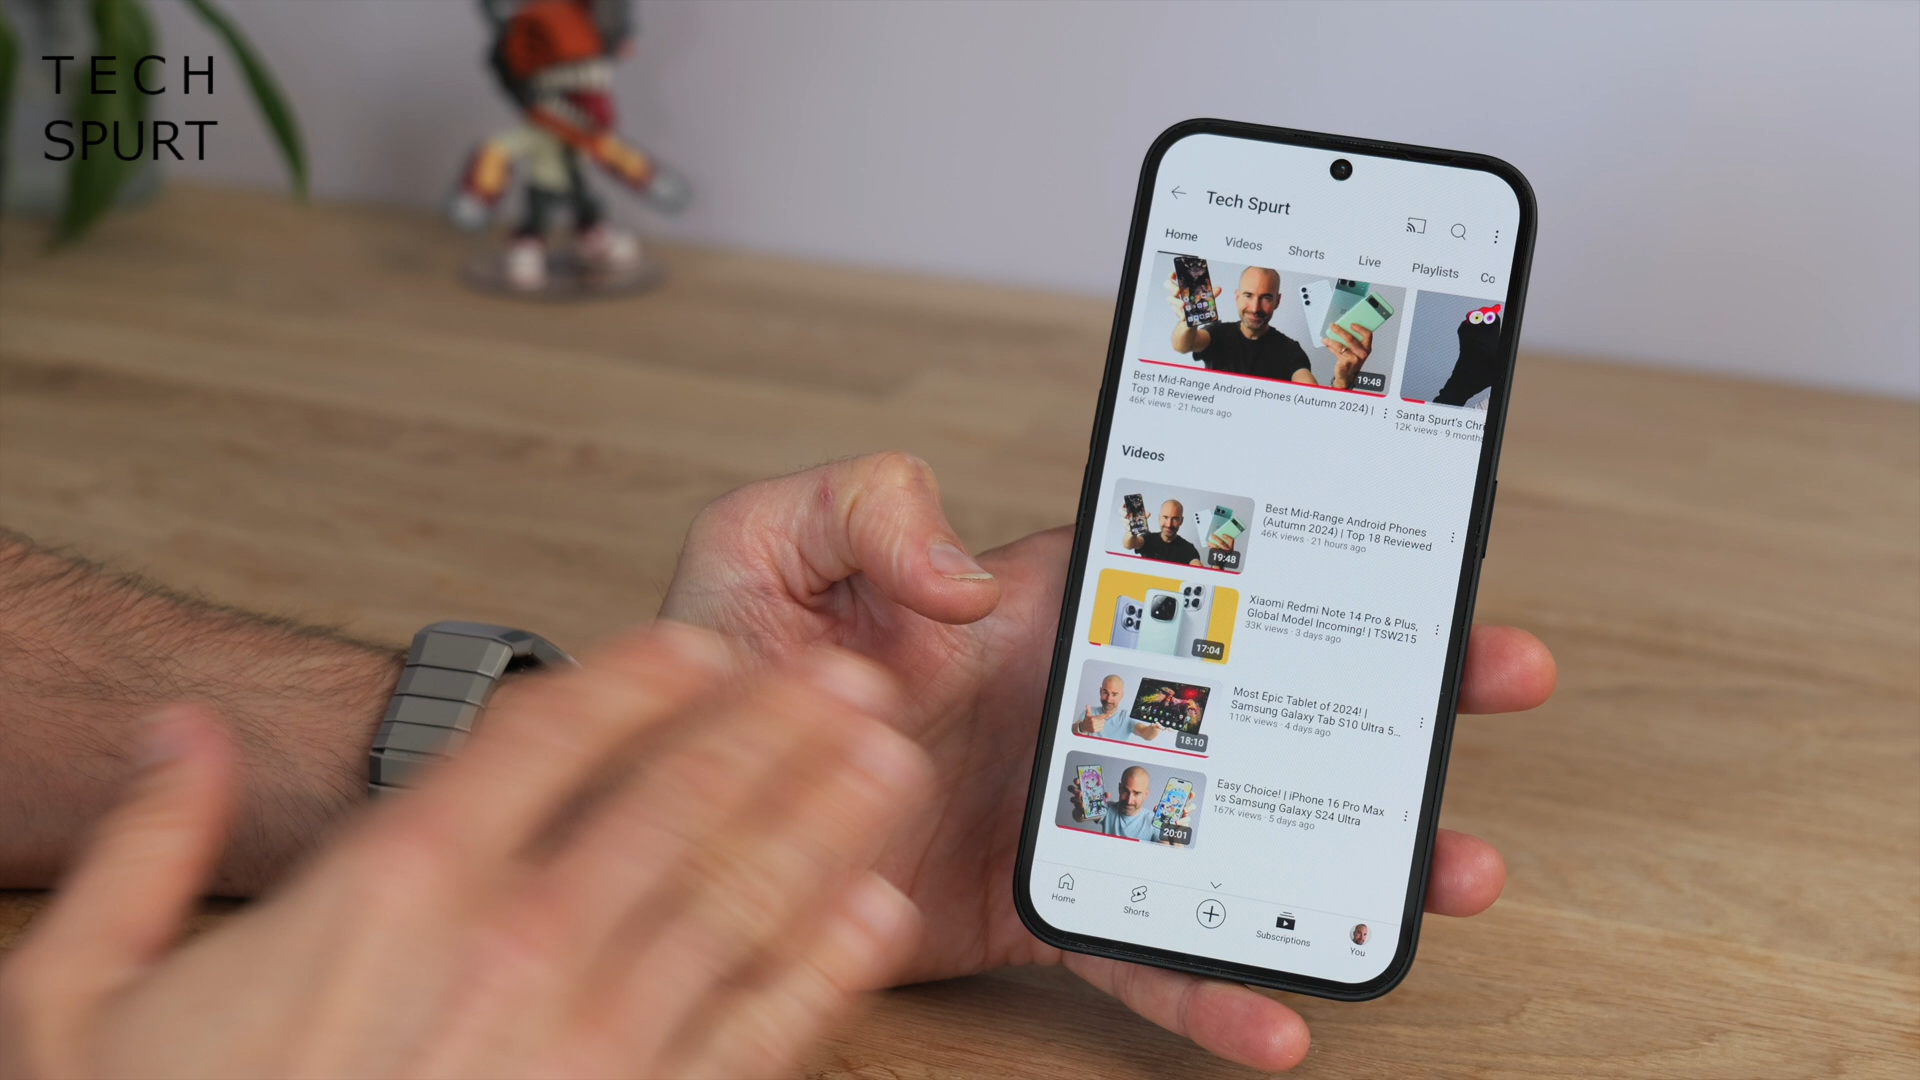 TECH
SPURT
Tech Spurt
Home Videos Shorts Live Playlists Co
19:48
Best Mid-Range Android Phones (Autumn 2024) |
Top 18 Reviewed
46K views · 21 hours ago
Santa Spurt's Chr
12K views · 9 month
Videos
19:48
Best Mid-Range Android Phones
(Autumn 2024) | Top 18 Reviewed
46K views · 21 hours ago
17:04
Xiaomi Redmi Note 14 Pro & Plus,
Global Model Incoming! | TSW215
33K views · 3 days ago
18:10
Most Epic Tablet of 2024! |
Samsung Galaxy Tab S10 Ultra 5...
110K views · 4 days ago
20:01
Easy Choice! | iPhone 16 Pro Max
vs Samsung Galaxy S24 Ultra
167K views · 5 days ago
Home Shorts Subscriptions You